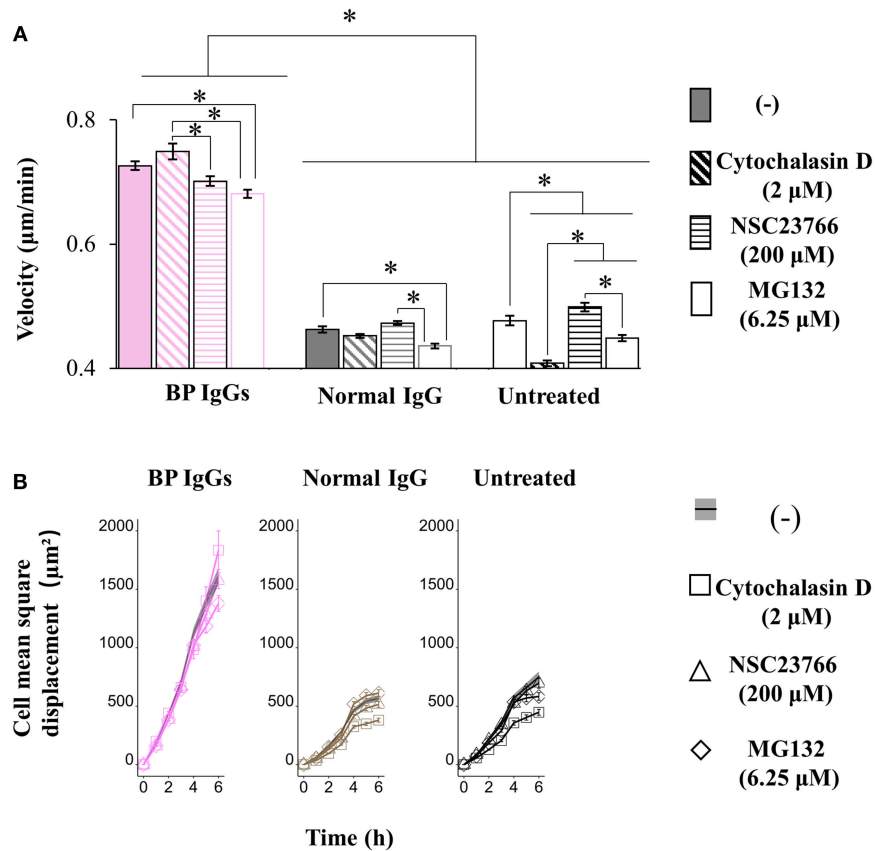 A
*
*
*
*
*
*
*
*
*
0.8
0.6
0.4
Velocity (μm/min)
BP IgGs
Normal IgG
Untreated
(-)
Cytochalasin D
(2 μM)
NSC23766
(200 μM)
MG132
(6.25 μM)
B
BP IgGs
Normal IgG
Untreated
Cell mean square
displacement (μm²)
2000
1500
1000
500
0
0 2 4 6
2000
1500
1000
500
0
0 2 4 6
2000
1500
1000
500
0
0 2 4 6
Time (h)
(-)
Cytochalasin D
(2 μM)
NSC23766
(200 μM)
MG132
(6.25 μM)